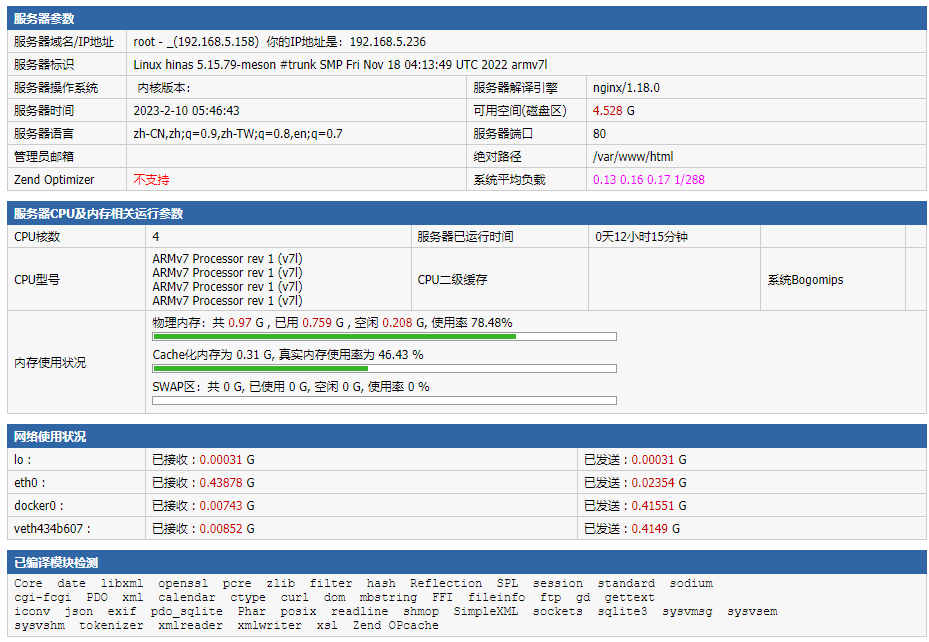 服务器参数
服务器域名/IP地址 root - _(192.168.5.158) 你的IP地址是：192.168.5.236
服务器标识 Linux hinas 5.15.79-meson #trunk SMP Fri Nov 18 04:13:49 UTC 2022 armv7l
服务器操作系统 内核版本： 服务器解译引擎 nginx/1.18.0
服务器时间 2023-2-10 05:46:43 可用空间(磁盘区) 4.528 G
服务器语言 zh-CN,zh;q=0.9,zh-TW;q=0.8,en;q=0.7 服务器端口 80
管理员邮箱 绝对路径 /var/www/html
Zend Optimizer 不支持 系统平均负载 0.13 0.16 0.17 1/288
服务器CPU及内存相关运行参数
CPU核数 4 服务器已运行时间 0天12小时15分钟
CPU型号 ARMv7 Processor rev 1 (v7l)
ARMv7 Processor rev 1 (v7l)
ARMv7 Processor rev 1 (v7l)
ARMv7 Processor rev 1 (v7l)
CPU二级缓存 系统Bogomips
内存使用状况
物理内存：共 0.97 G , 已用 0.759 G , 空闲 0.208 G, 使用率 78.48%
Cache化内存为 0.31 G, 真实内存使用率为 46.43 %
SWAP区：共 0 G, 已使用 0 G, 空闲 0 G, 使用率 0 %
网络使用状况
lo : 已接收 : 0.00031 G 已发送 : 0.00031 G
eth0 : 已接收 : 0.43878 G 已发送 : 0.02354 G
docker0 : 已接收 : 0.00743 G 已发送 : 0.41551 G
veth434b607 : 已接收 : 0.00852 G 已发送 : 0.4149 G
已编译模块检测
Core date libxml openssl pcre zlib filter hash Reflection SPL session standard sodium
cgi-fcgi PDO xml calendar ctype curl dom mbstring FFI fileinfo ftp gd gettext
iconv json exif pdo_sqlite Phar posix readline shmop SimpleXML sockets sqlite3 sysvmsg sysvsem
sysvshm tokenizer xmlreader xmlwriter xsl Zend OPcache